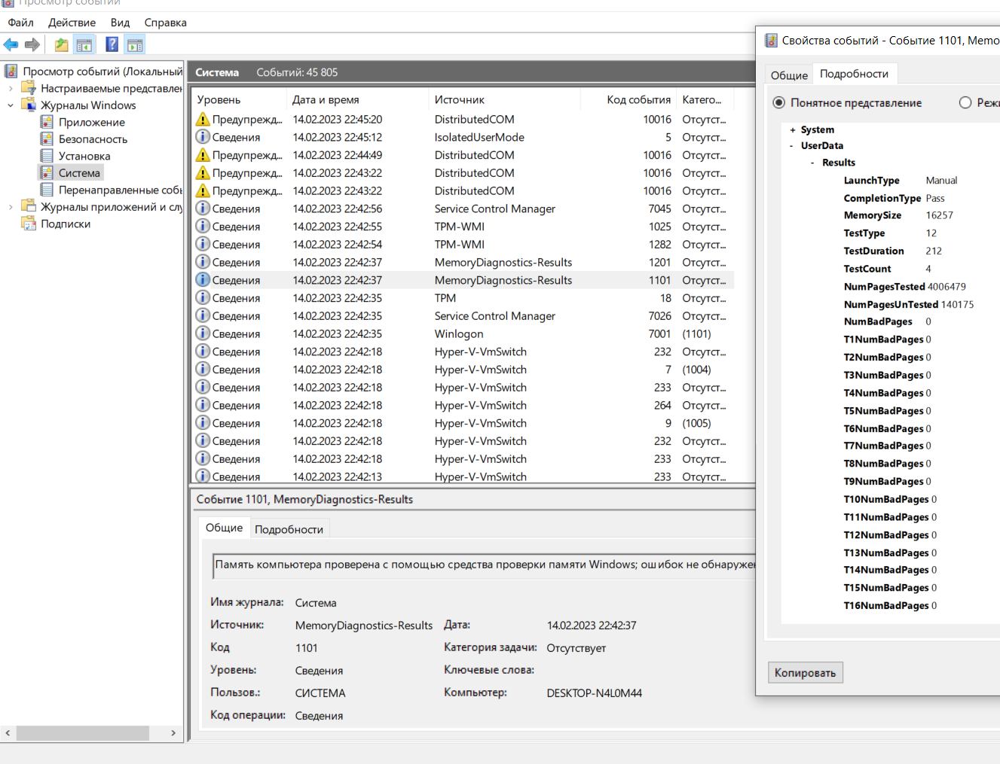 Просмотр событий
Файл Действие Вид Справка
Просмотр событий (Локальный
Настраиваемые представлен
Журналы Windows
Приложение
Безопасность
Установка
Система
Перенаправленные собы
Журналы приложений и слу
Подписки
Система Событий: 45 805
Уровень Дата и время Источник Код события Катего...
Предупрежд... 14.02.2023 22:45:20 DistributedCOM 10016 Отсутст...
Сведения 14.02.2023 22:45:12 IsolatedUserMode 5 Отсутст...
Предупрежд... 14.02.2023 22:44:49 DistributedCOM 10016 Отсутст...
Предупрежд... 14.02.2023 22:43:22 DistributedCOM 10016 Отсутст...
Предупрежд... 14.02.2023 22:43:22 DistributedCOM 10016 Отсутст...
Сведения 14.02.2023 22:42:56 Service Control Manager 7045 Отсутст...
Сведения 14.02.2023 22:42:55 TPM-WMI 1025 Отсутст...
Сведения 14.02.2023 22:42:54 TPM-WMI 1282 Отсутст...
Сведения 14.02.2023 22:42:37 MemoryDiagnostics-Results 1201 Отсутст...
Сведения 14.02.2023 22:42:37 MemoryDiagnostics-Results 1101 Отсутст...
Сведения 14.02.2023 22:42:35 TPM 18 Отсутст...
Сведения 14.02.2023 22:42:35 Service Control Manager 7026 Отсутст...
Сведения 14.02.2023 22:42:35 Winlogon 7001 (1101)
Сведения 14.02.2023 22:42:18 Hyper-V-VmSwitch 232 Отсутст...
Сведения 14.02.2023 22:42:18 Hyper-V-VmSwitch 7 (1004)
Сведения 14.02.2023 22:42:18 Hyper-V-VmSwitch 233 Отсутст...
Сведения 14.02.2023 22:42:18 Hyper-V-VmSwitch 264 Отсутст...
Сведения 14.02.2023 22:42:18 Hyper-V-VmSwitch 9 (1005)
Сведения 14.02.2023 22:42:18 Hyper-V-VmSwitch 232 Отсутст...
Сведения 14.02.2023 22:42:18 Hyper-V-VmSwitch 233 Отсутст...
Сведения 14.02.2023 22:42:13 Hyper-V-VmSwitch 233 Отсутст...
Событие 1101, MemoryDiagnostics-Results
Общие Подробности
Память компьютера проверена с помощью средства проверки памяти Windows; ошибок не обнаружен
Имя журнала: Система
Источник: MemoryDiagnostics-Results Дата: 14.02.2023 22:42:37
Код 1101 Категория задачи: Отсутствует
Уровень: Сведения Ключевые слова:
Пользов.: СИСТЕМА Компьютер: DESKTOP-N4L0M44
Код операции: Сведения
Свойства событий - Событие 1101, Memo
Общие Подробности
Понятное представление Режи
+ System
- UserData
- Results
LaunchType Manual
CompletionType Pass
MemorySize 16257
TestType 12
TestDuration 212
TestCount 4
NumPagesTested 4006479
NumPagesUnTested 140175
NumBadPages 0
T1NumBadPages 0
T2NumBadPages 0
T3NumBadPages 0
T4NumBadPages 0
T5NumBadPages 0
T6NumBadPages 0
T7NumBadPages 0
T8NumBadPages 0
T9NumBadPages 0
T10NumBadPages 0
T11NumBadPages 0
T12NumBadPages 0
T13NumBadPages 0
T14NumBadPages 0
T15NumBadPages 0
T16NumBadPages 0
Копировать